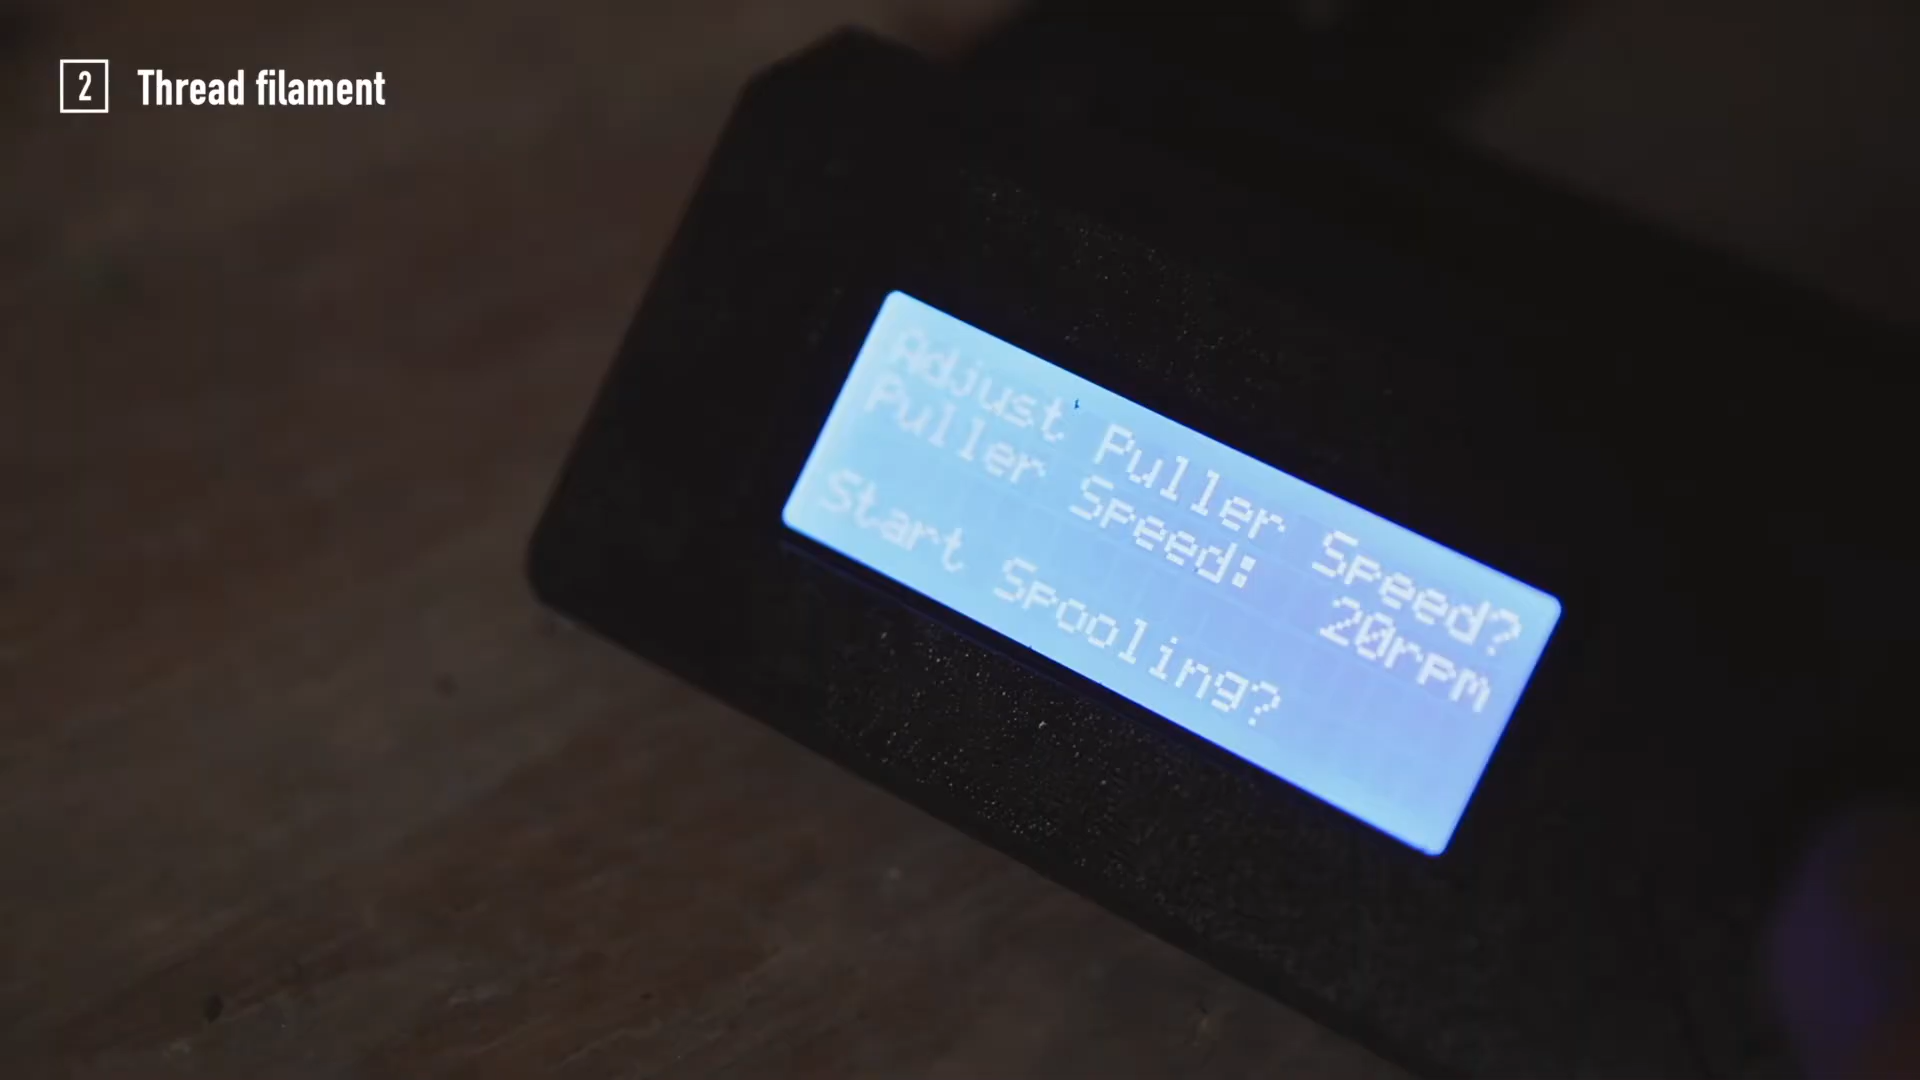 2 Thread filament
Adjust Puller Speed?
Puller Speed: 20rpm
Start Spooling?